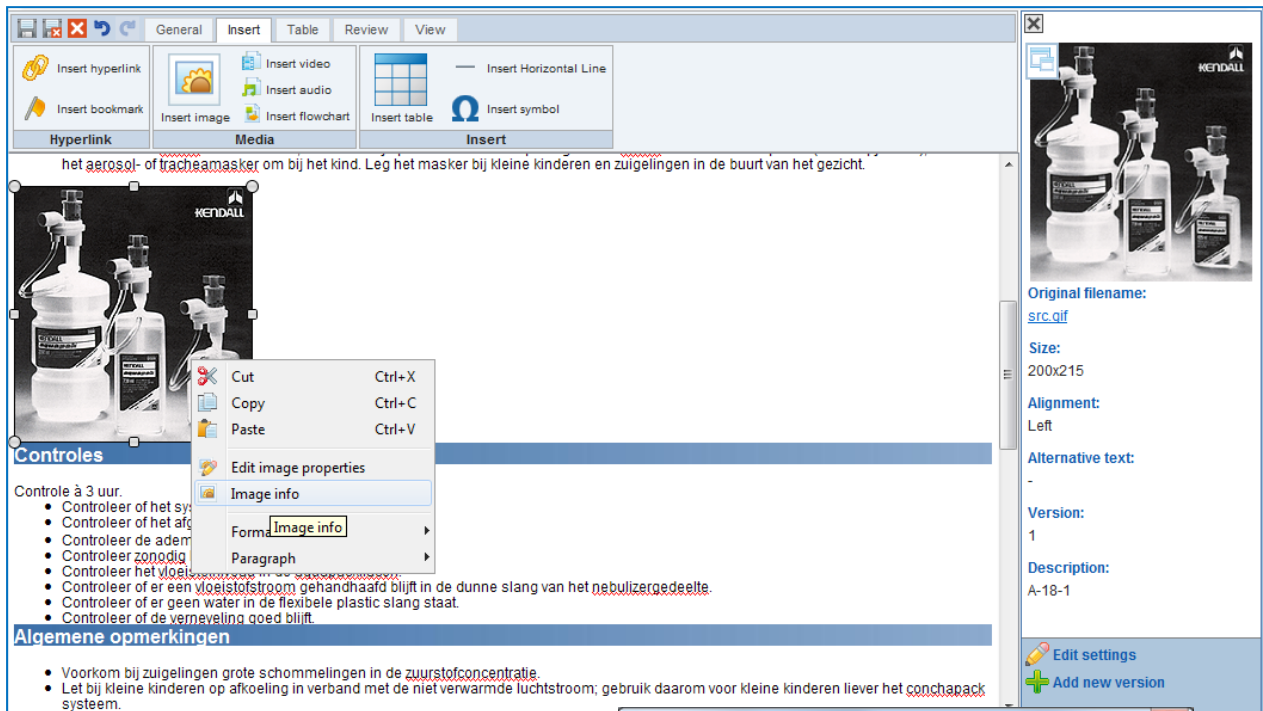 General Insert Table Review View
Insert hyperlink
Insert bookmark
Hyperlink
Insert image
Insert video
Insert audio
Insert flowchart
Media
Insert table
Insert Horizontal Line
Insert symbol
Insert
het aerosol- of tracheamasker om bij het kind. Leg het masker bij kleine kinderen en zuigelingen in de buurt van het gezicht.
KENDALL
Cut Ctrl+X
Copy Ctrl+C
Paste Ctrl+V
Edit image properties
Image info
Image info
Forma
Paragraph
Controles
Controle à 3 uur.
Controleer of het sy
Controleer of het afg
Controleer de adem
Controleer zonodig
Controleer het
Controleer of er een vloeistofstroom gehandhaafd blijft in de dunne slang van het nebulizergedeelte.
Controleer of er geen water in de flexibele plastic slang staat.
Controleer of de verneveling goed blijft.
Algemene opmerkingen
Voorkom bij zuigelingen grote schommelingen in de zuurstofconcentratie.
Let bij kleine kinderen op afkoeling in verband met de niet verwarmde luchtstroom; gebruik daarom voor kleine kinderen liever het conchapack
systeem.
KENDALL
Original filename:
src.gif
Size:
200x215
Alignment:
Left
Alternative text:
-
Version:
1
Description:
A-18-1
Edit settings
Add new version